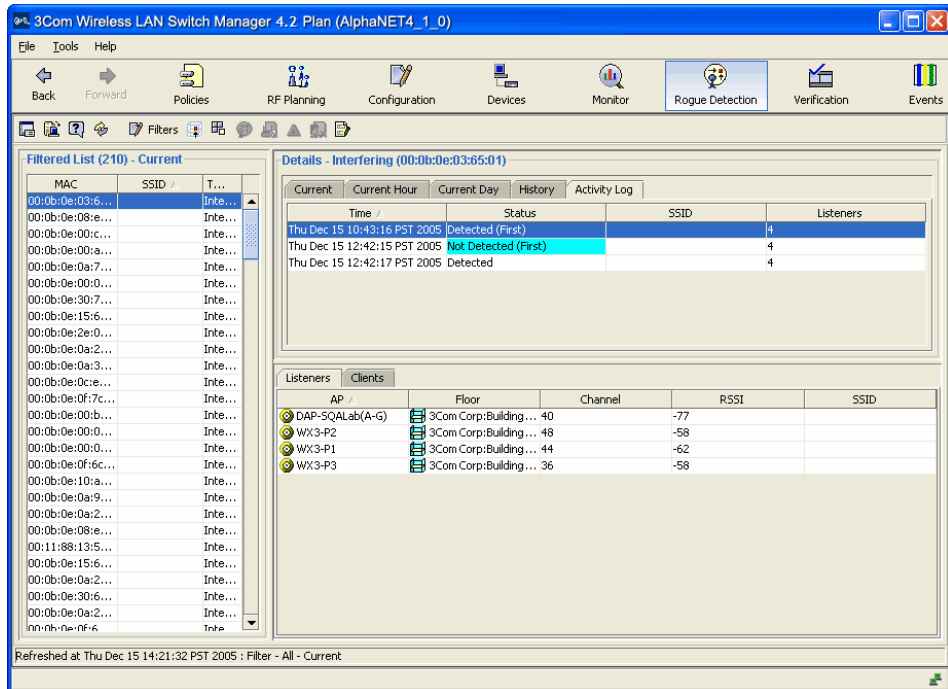 3Com Wireless LAN Switch Manager 4.2 Plan (AlphaNET4_1_0)
File Tools Help
Back Forward Policies RF Planning Configuration Devices Monitor Rogue Detection Verification Events
Filters
Filtered List (210) - Current
MAC SSID T...
00:0b:0e:03:6... Inte...
00:0b:0e:08:e... Inte...
00:0b:0e:00:c... Inte...
00:0b:0e:00:a... Inte...
00:0b:0e:0a:7... Inte...
00:0b:0e:00:0... Inte...
00:0b:0e:30:7... Inte...
00:0b:0e:15:6... Inte...
00:0b:0e:2e:0... Inte...
00:0b:0e:0a:2... Inte...
00:0b:0e:0a:3... Inte...
00:0b:0e:0c:e... Inte...
00:0b:0e:0f:7c... Inte...
00:0b:0e:00:b... Inte...
00:0b:0e:00:0... Inte...
00:0b:0e:00:0... Inte...
00:0b:0e:0f:6c... Inte...
00:0b:0e:10:a... Inte...
00:0b:0e:0a:9... Inte...
00:0b:0e:0a:2... Inte...
00:0b:0e:08:e... Inte...
00:11:88:13:5... Inte...
00:0b:0e:15:6... Inte...
00:0b:0e:0a:2... Inte...
00:0b:0e:30:6... Inte...
00:0b:0e:0a:2... Inte...
00:0b:0e:0f:6 Inte
Details - Interfering (00:0b:0e:03:65:01)
Current Current Hour Current Day History Activity Log
Time Status SSID Listeners
Thu Dec 15 10:43:16 PST 2005 Detected (First) 4
Thu Dec 15 12:42:15 PST 2005 Not Detected (First) 4
Thu Dec 15 12:42:17 PST 2005 Detected 4
Listeners Clients
AP Floor Channel RSSI SSID
DAP-SQALab(A-G) 3Com Corp:Building... 40 -77
WX3-P2 3Com Corp:Building... 48 -58
WX3-P1 3Com Corp:Building... 44 -62
WX3-P3 3Com Corp:Building... 36 -58
Refreshed at Thu Dec 15 14:21:32 PST 2005 : Filter - All - Current